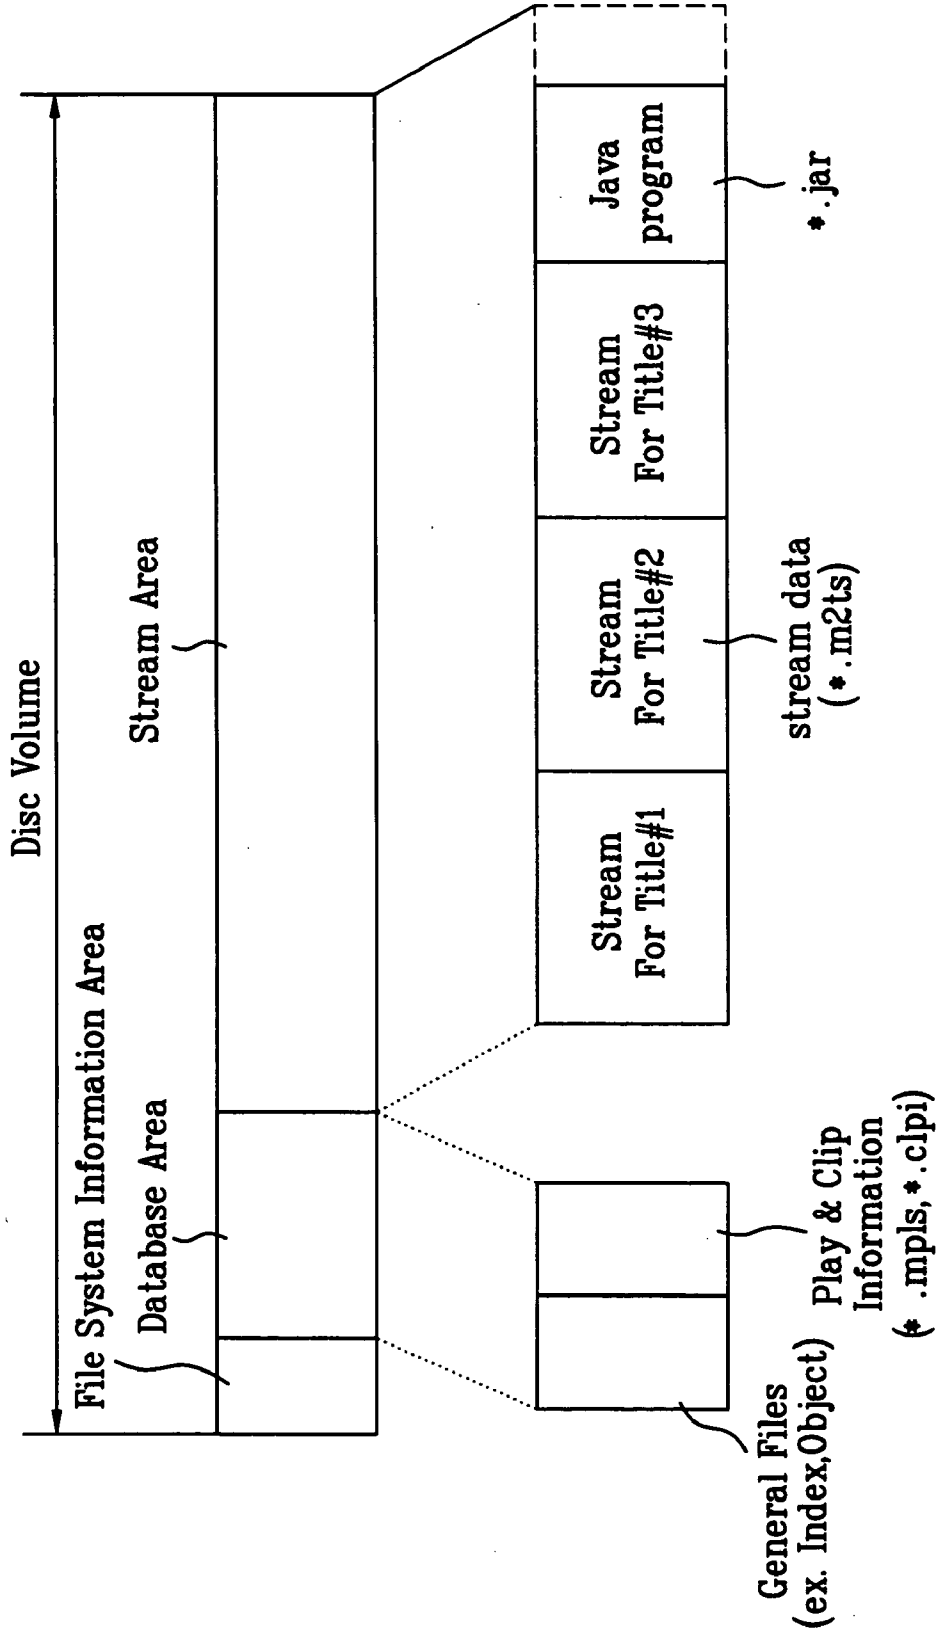 Disc Volume
File System Information Area
Database Area
Stream Area
Stream
For Title#1
Stream
For Title#2
Stream
For Title#3
Java
program
General Files
(ex. Index,Object)
Play & Clip
Information
(* .mpls,*.clpi)
stream data
(*.m2ts)
*.jar